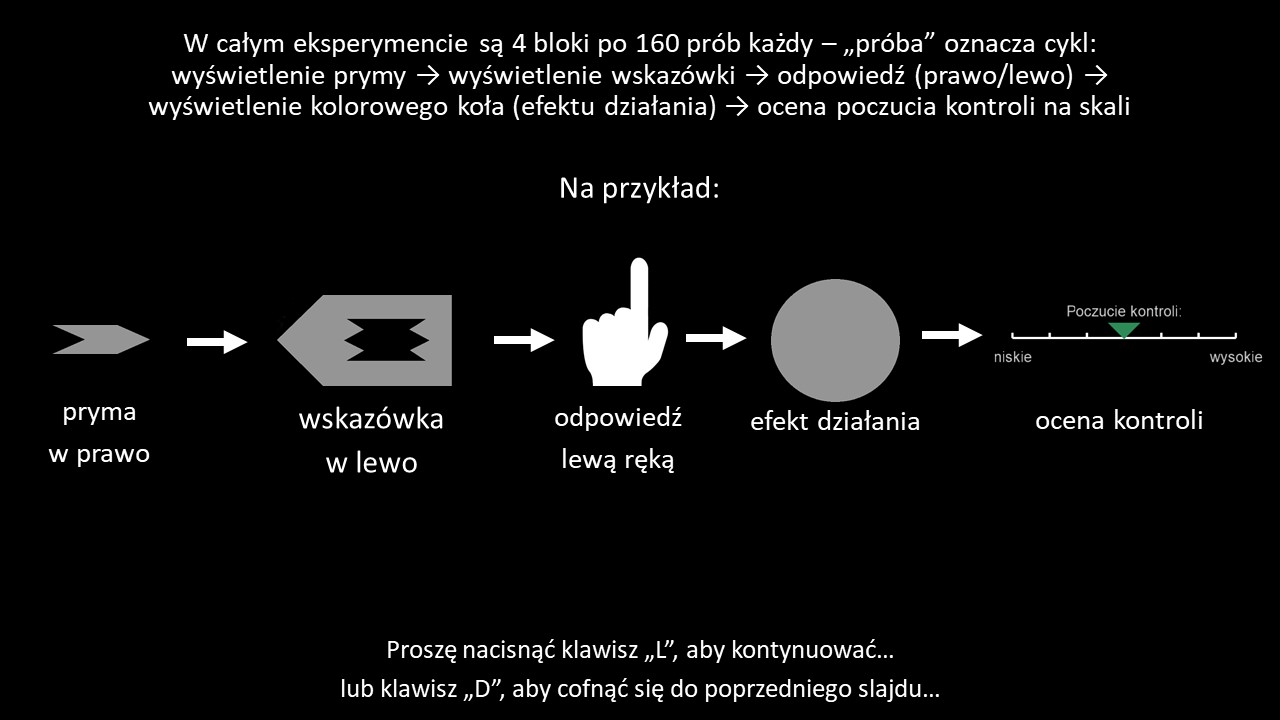 W całym eksperymencie są 4 bloki po 160 prób każdy – „próba” oznacza cykl:
wyświetlenie prymy → wyświetlenie wskazówki → odpowiedź (prawo/lewo) →
wyświetlenie kolorowego koła (efektu działania) → ocena poczucia kontroli na skali
Na przykład:
Poczucie kontroli:
niskie wysokie
pryma
w prawo
wskazówka
w lewo
odpowiedź
lewą ręką
efekt działania
ocena kontroli
Proszę nacisnąć klawisz „L”, aby kontynuować...
lub klawisz „D”, aby cofnąć się do poprzedniego slajdu...